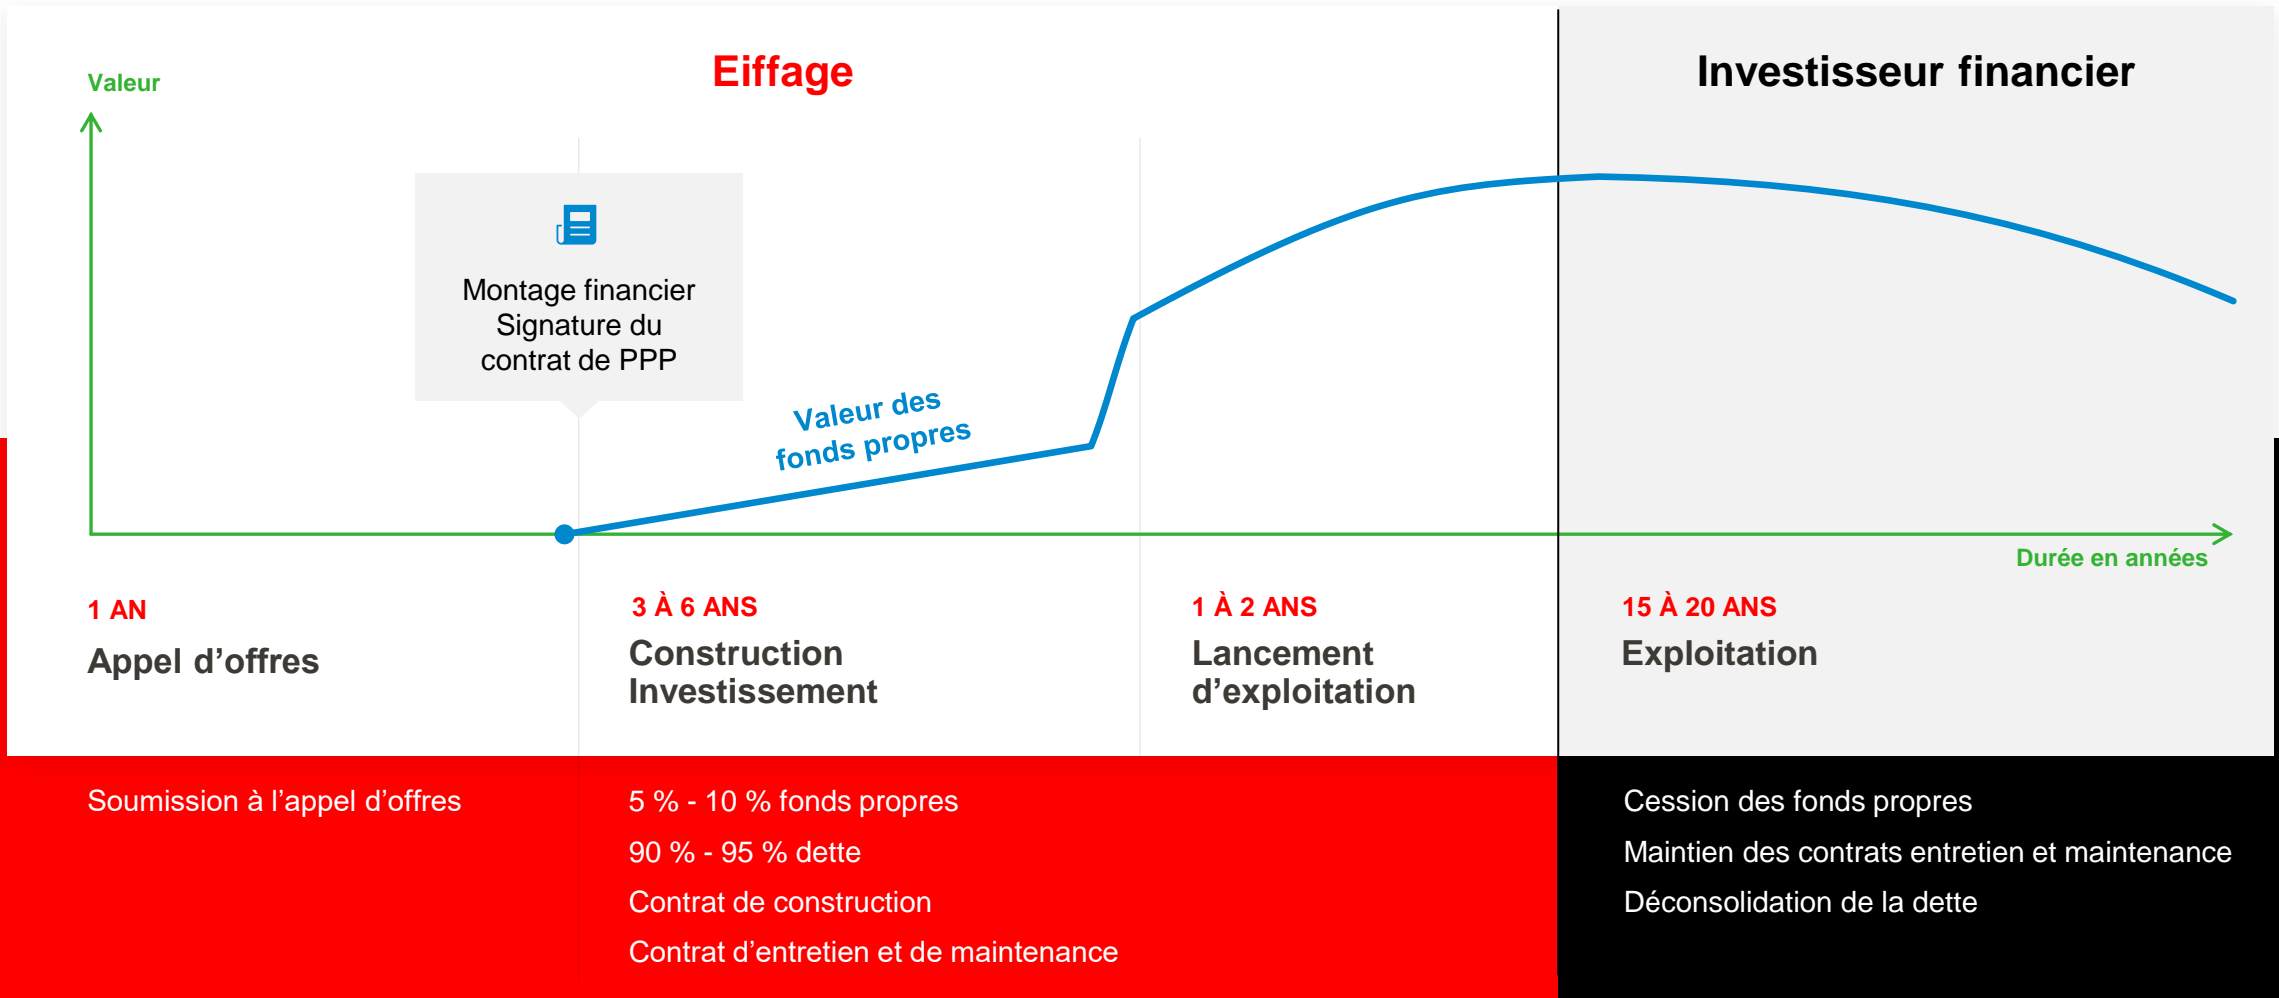 Eiffage
Investisseur financier
Valeur
Montage financier
Signature du
contrat de PPP
Valeur des
fonds propres
Durée en années
1 AN
Appel d’offres
3 À 6 ANS
Construction
Investissement
1 À 2 ANS
Lancement
d’exploitation
15 À 20 ANS
Exploitation
Soumission à l’appel d’offres
5 % - 10 % fonds propres
90 % - 95 % dette
Contrat de construction
Contrat d’entretien et de maintenance
Cession des fonds propres
Maintien des contrats entretien et maintenance
Déconsolidation de la dette